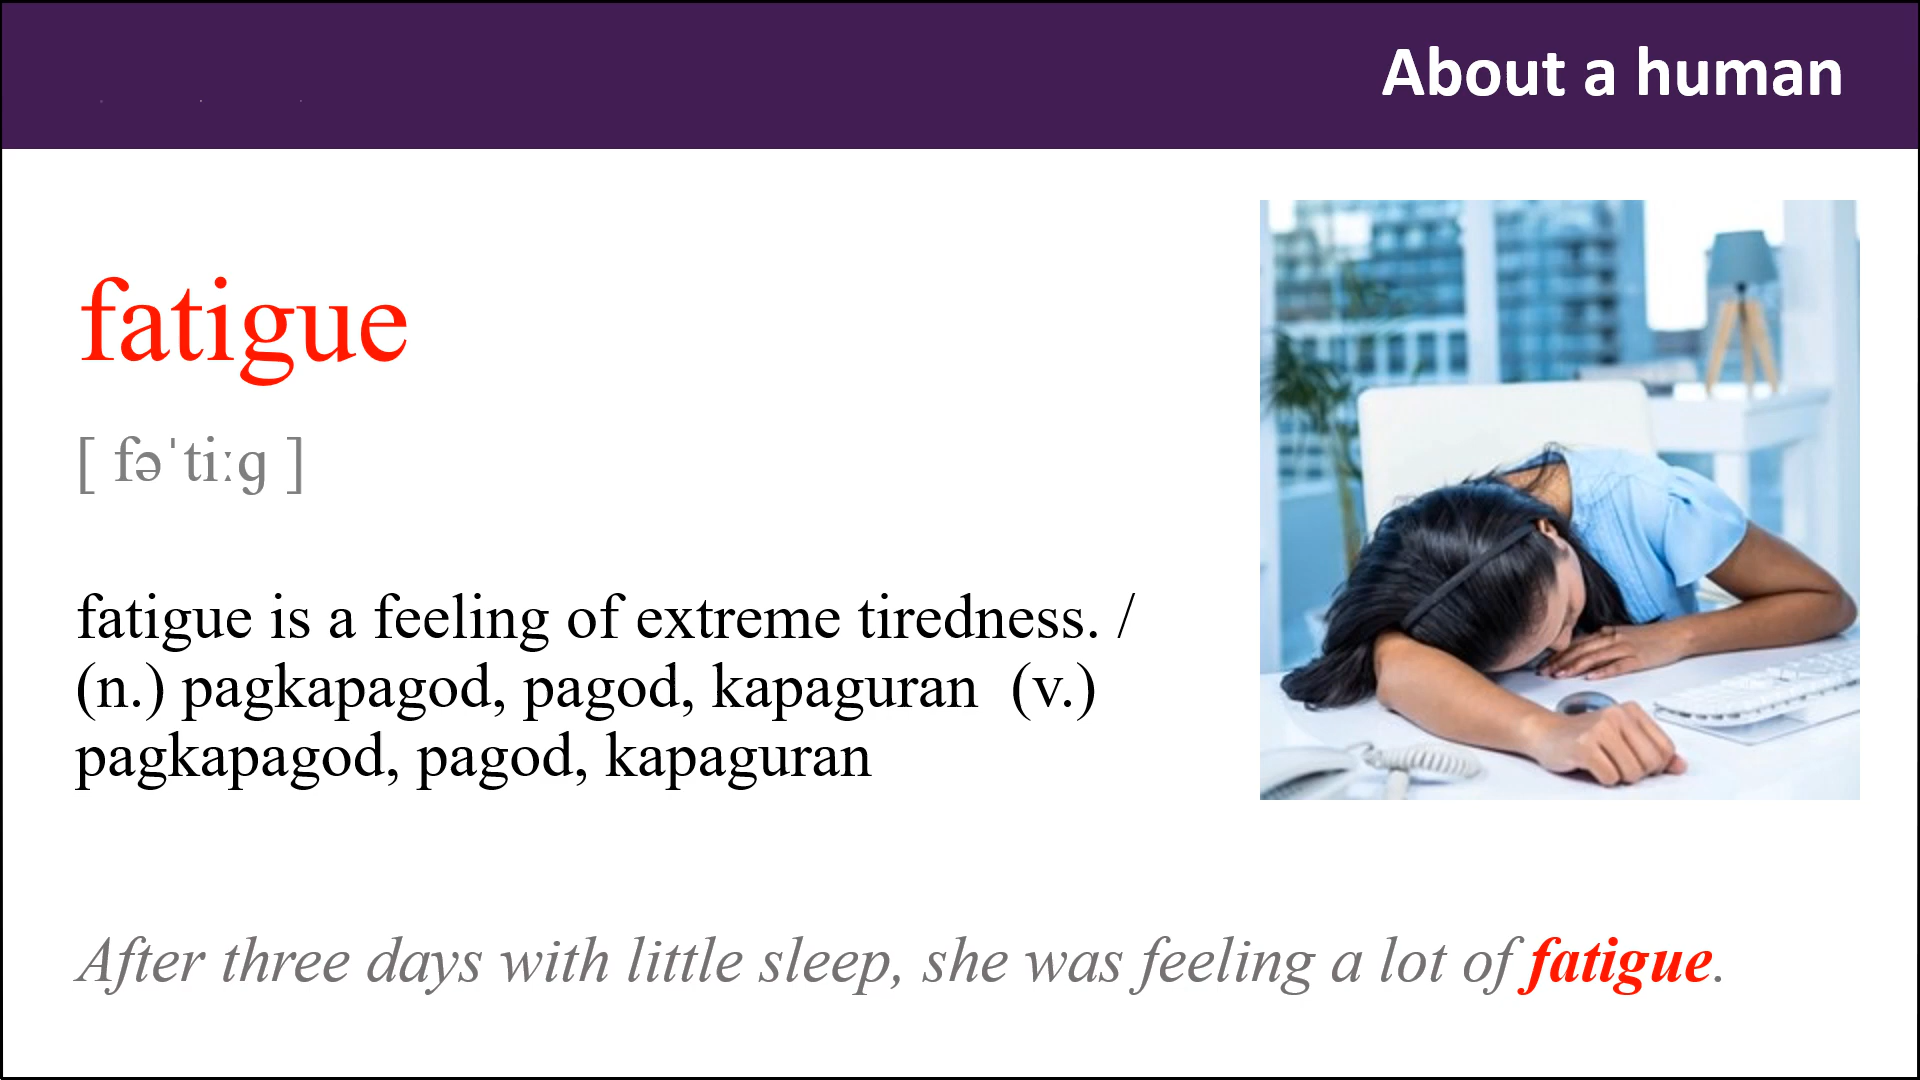 About a human
fatigue
[ fəˈtiːɡ ]
fatigue is a feeling of extreme tiredness. /
(n.) pagkapagod, pagod, kapaguran  (v.)
pagkapagod, pagod, kapaguran
After three days with little sleep, she was feeling a lot of fatigue.